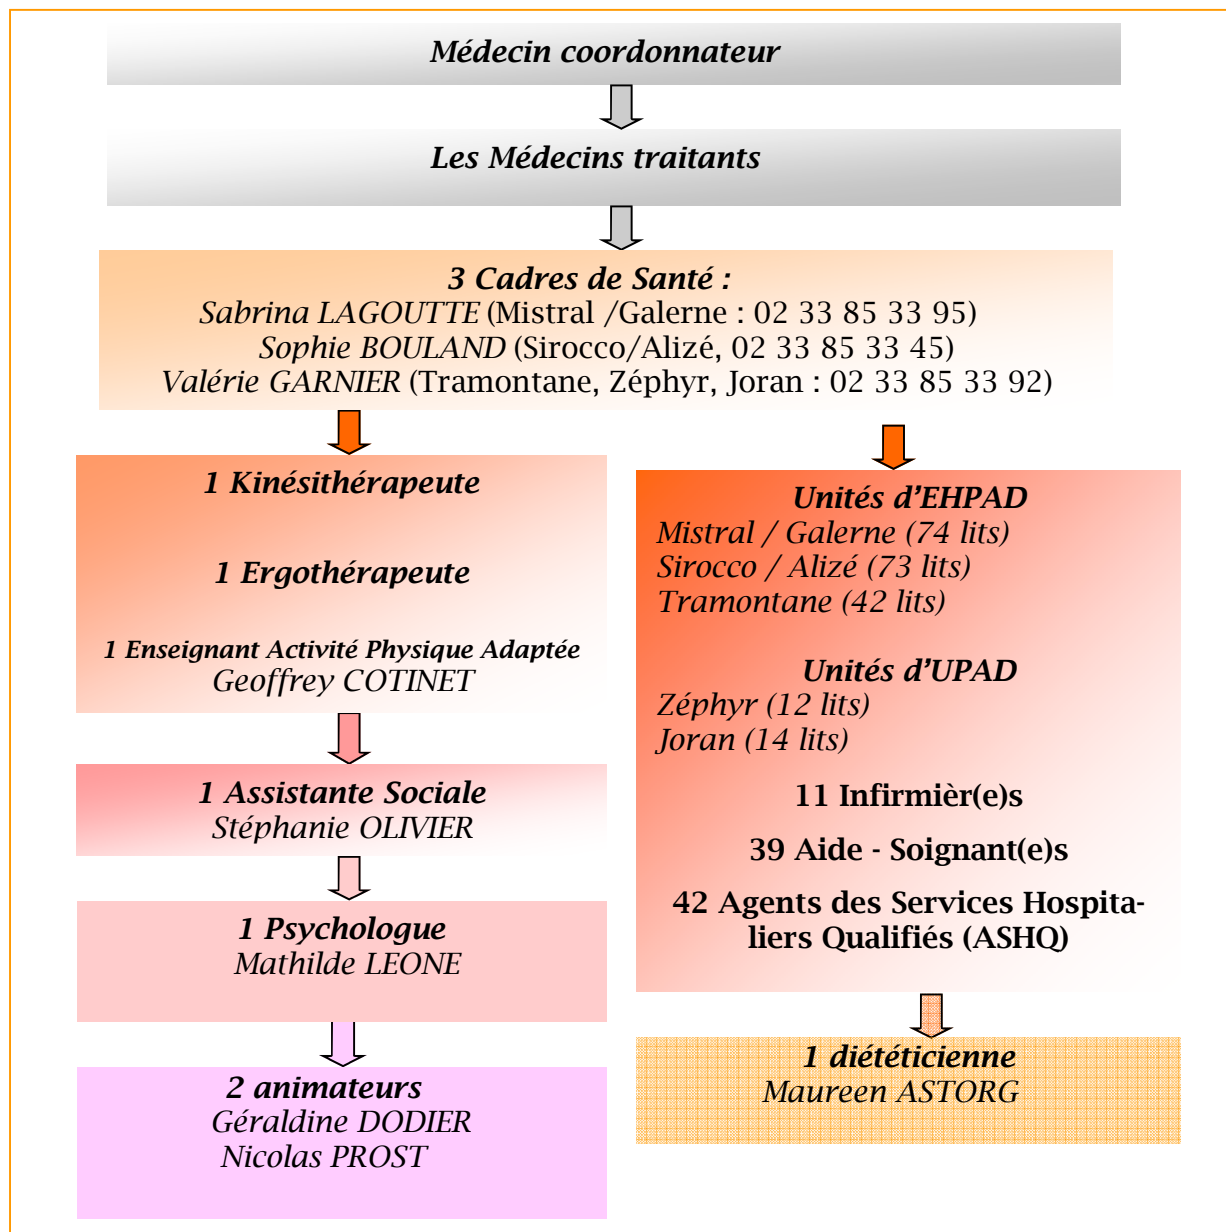 Médecin coordonnateur
Les Médecins traitants
3 Cadres de Santé :
Sabrina LAGOUTTE (Mistral /Galerne : 02 33 85 33 95)
Sophie BOULAND (Sirocco/Alizé, 02 33 85 33 45)
Valérie GARNIER (Tramontane, Zéphyr, Joran : 02 33 85 33 92)
1 Kinésithérapeute
1 Ergothérapeute
1 Enseignant Activité Physique Adaptée
Geoffrey COTINET
1 Assistante Sociale
Stéphanie OLIVIER
1 Psychologue
Mathilde LEONE
2 animateurs
Géraldine DODIER
Nicolas PROST
Unités d’EHPAD
Mistral / Galerne (74 lits)
Sirocco / Alizé (73 lits)
Tramontane (42 lits)
Unités d’UPAD
Zéphyr (12 lits)
Joran (14 lits)
11 Infirmièr(e)s
39 Aide - Soignant(e)s
42 Agents des Services Hospita-
liers Qualifiés (ASHQ)
1 diététicienne
Maureen ASTORG